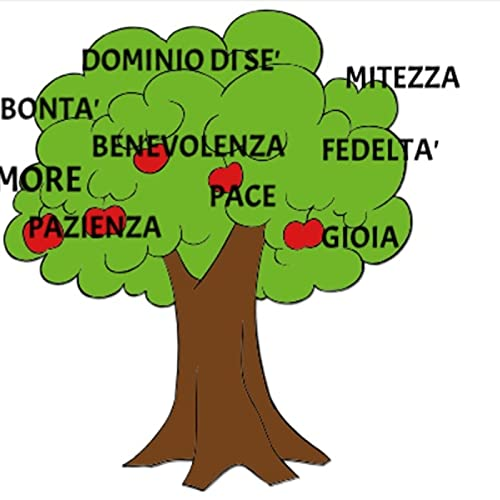 DOMINIO DI SE'
MITEZZA
BONTA'
BENEVOLENZA
FEDELTA'
MORE
PACE
PAZIENZA
GIOIA